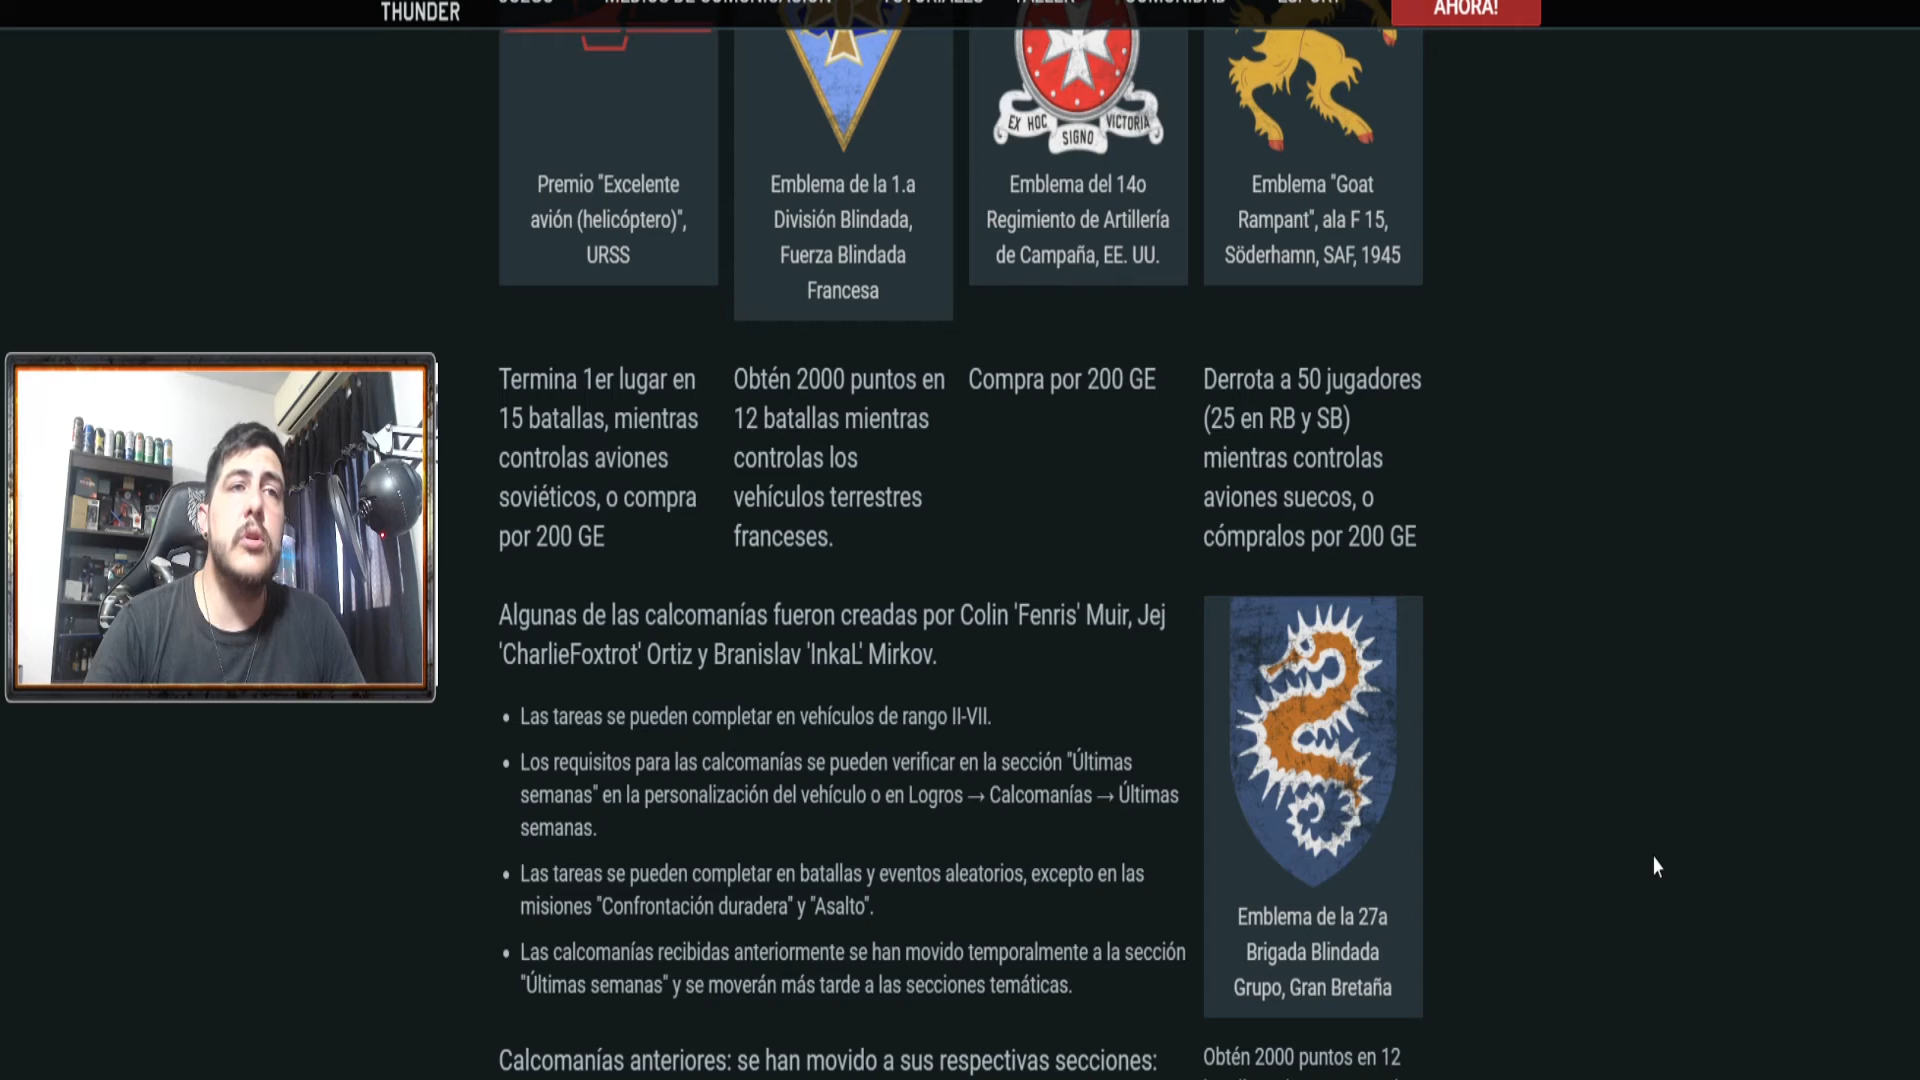 THUNDER
JUEGO
MEDIOS DE COMUNICACIÓN
TUTORIALES
TALLER
COMUNIDAD
ESPORT
AHORA!
EX HOC
SIGNO
VICTORIA
Premio "Excelente
avión (helicóptero)",
URSS
Emblema de la 1.a
División Blindada,
Fuerza Blindada
Francesa
Emblema del 14o
Regimiento de Artillería
de Campaña, EE. UU.
Emblema "Goat
Rampant", ala F 15,
Söderhamn, SAF, 1945
Termina 1er lugar en
15 batallas, mientras
controlas aviones
soviéticos, o compra
por 200 GE
Obtén 2000 puntos en
12 batallas mientras
controlas los
vehículos terrestres
franceses.
Compra por 200 GE
Derrota a 50 jugadores
(25 en RB y SB)
mientras controlas
aviones suecos, o
cómpralos por 200 GE
Algunas de las calcomanías fueron creadas por Colin 'Fenris' Muir, Jej
'CharlieFoxtrot' Ortiz y Branislav 'InkaL' Mirkov.
• Las tareas se pueden completar en vehículos de rango II-VII.
• Los requisitos para las calcomanías se pueden verificar en la sección "Últimas
semanas" en la personalización del vehículo o en Logros → Calcomanías → Últimas
semanas.
• Las tareas se pueden completar en batallas y eventos aleatorios, excepto en las
misiones "Confrontación duradera" y "Asalto".
• Las calcomanías recibidas anteriormente se han movido temporalmente a la sección
"Últimas semanas" y se moverán más tarde a las secciones temáticas.
Calcomanías anteriores: se han movido a sus respectivas secciones:
Emblema de la 27a
Brigada Blindada
Grupo, Gran Bretaña
Obtén 2000 puntos en 12